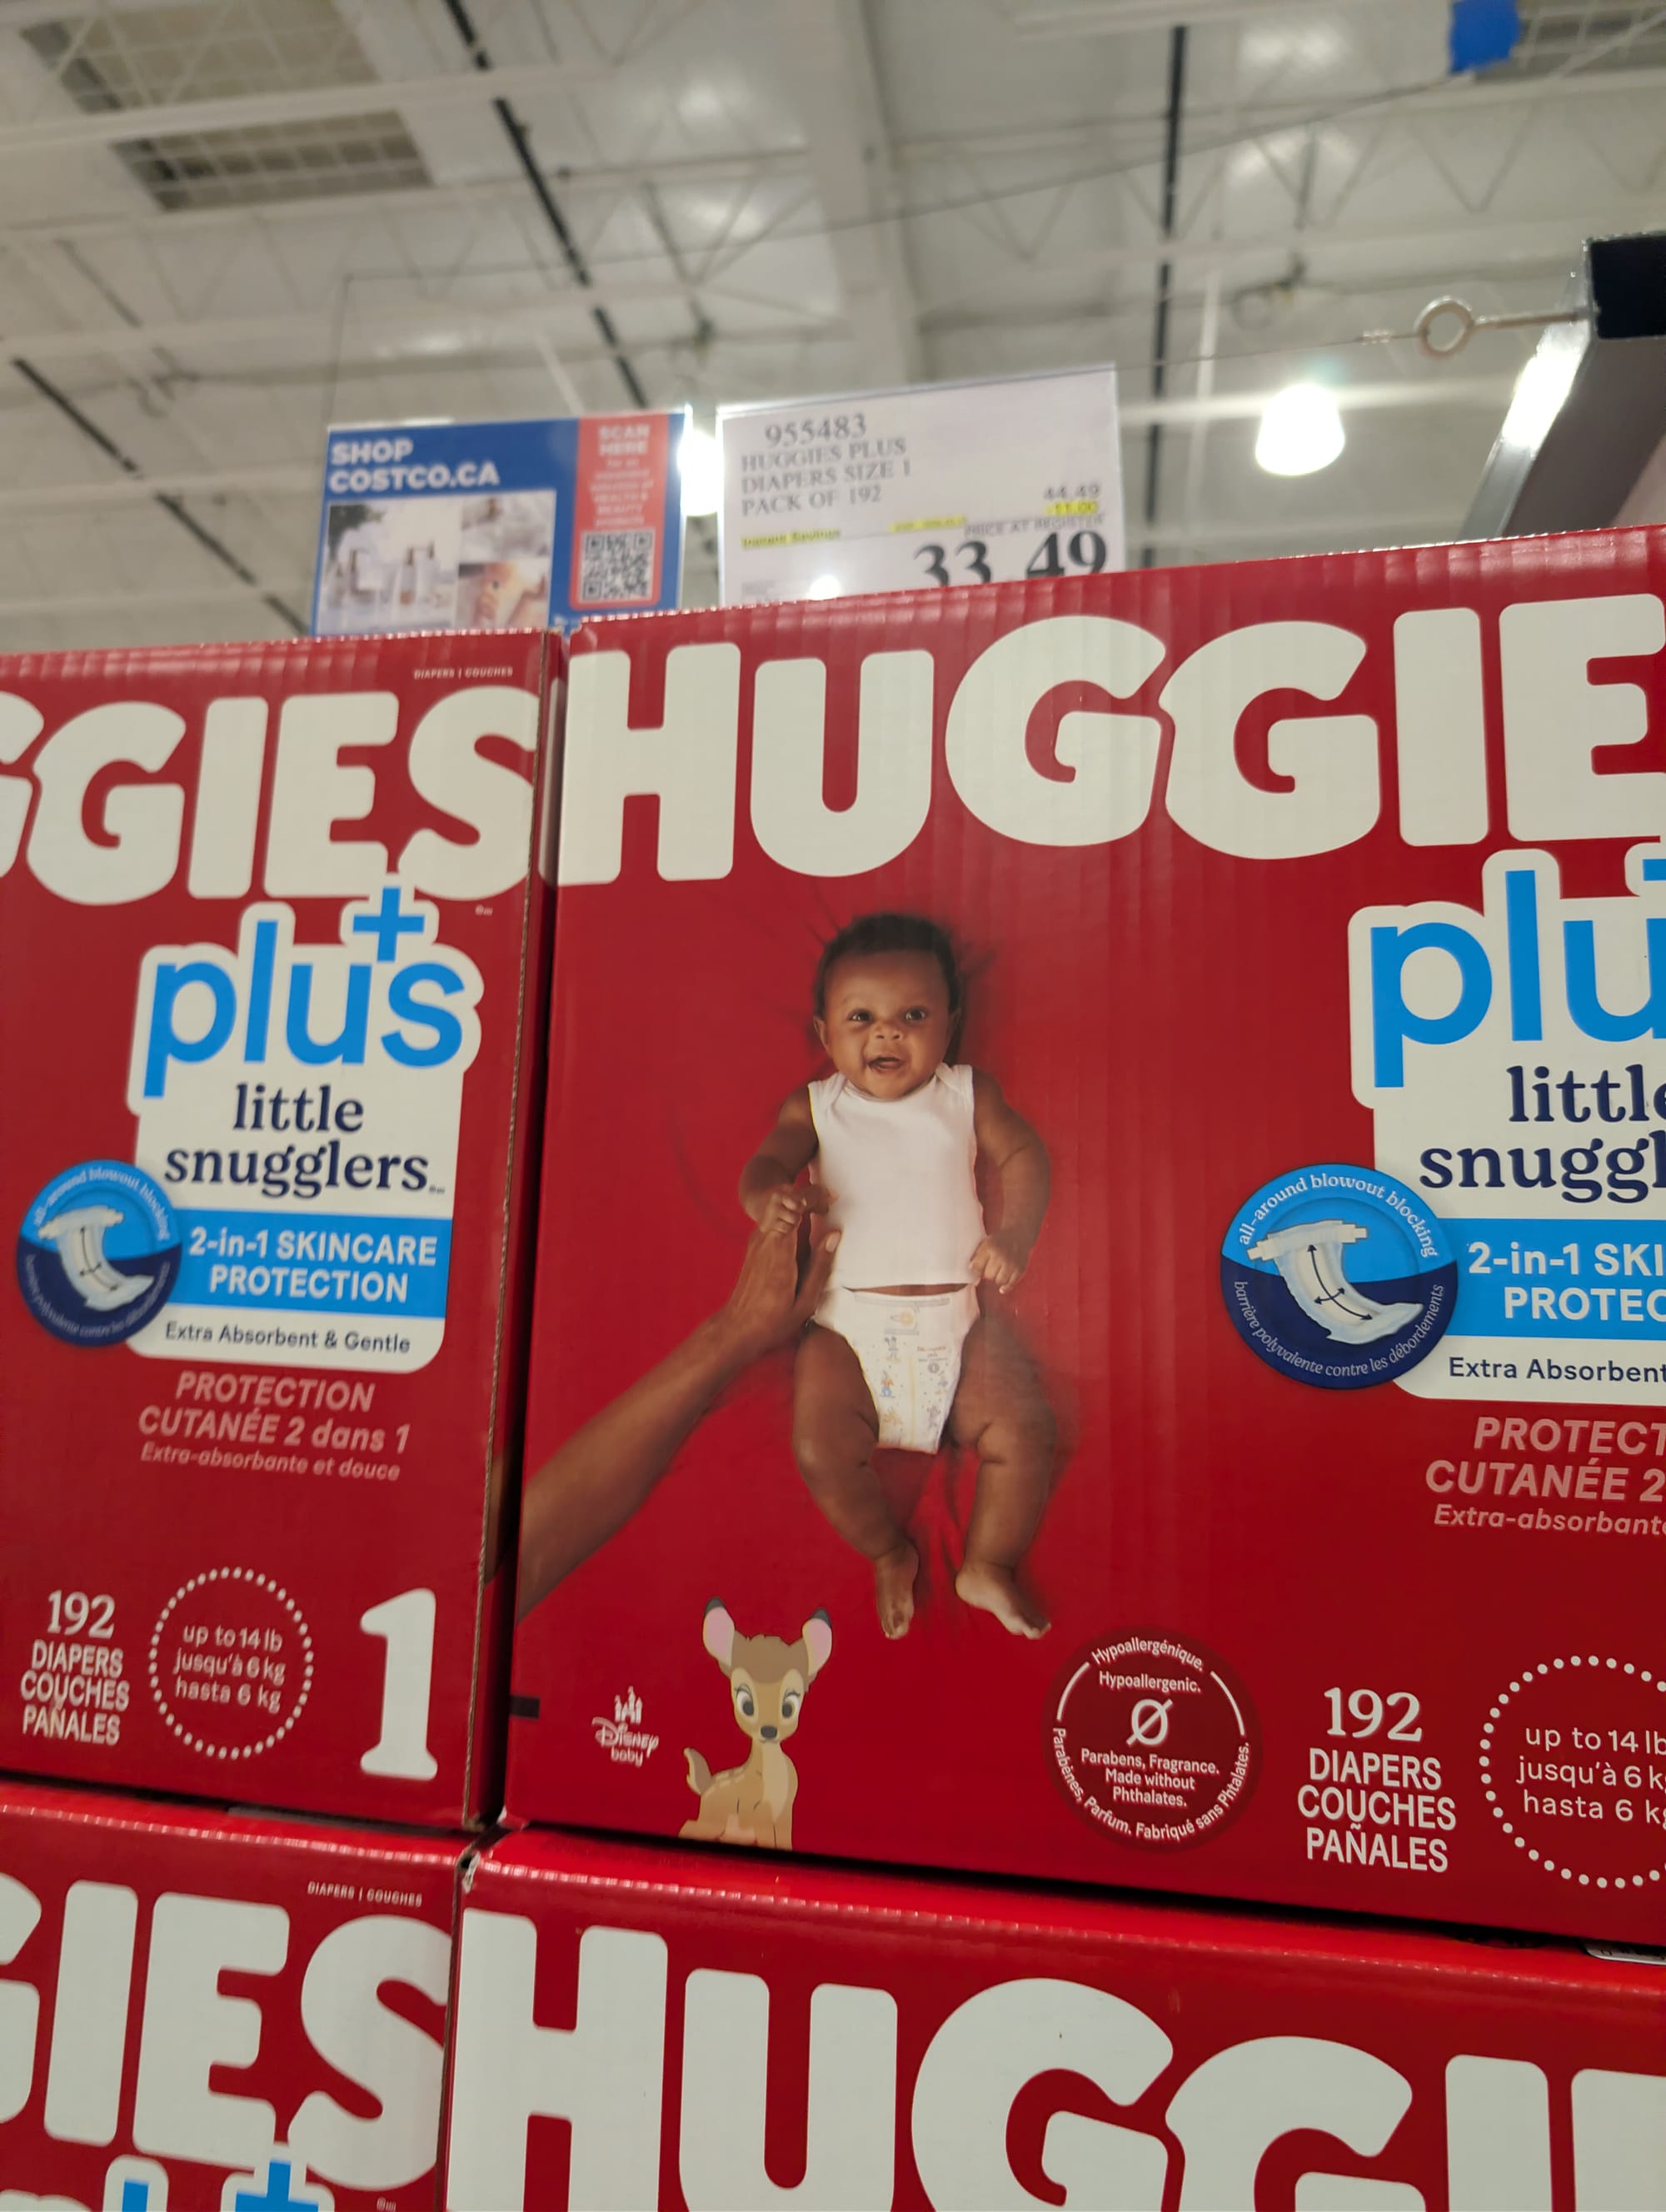 SHOP
COSTCO.CA
SCAN
HERE
955483
HUGGIES PLUS
DIAPERS SIZE 1
PACK OF 192
44.49
-11.00
Instant Savings
PRICE AT REGISTER
33.49
DIAPERS | COUCHES
GGIES
plus+
little
snugglers
all-around blowout blocking
2-in-1 SKINCARE
PROTECTION
Extra Absorbent & Gentle
PROTECTION
CUTANÉE 2 dans 1
Extra-absorbante et douce
192
DIAPERS
COUCHES
PAÑALES
up to 14 lb
jusqu'à 6 kg
hasta 6 kg
1
HUGGIE
plu
little
snuggl
all-around blowout blocking
barrière polyvalente contre les débordements
2-in-1 SKI
PROTEC
Extra Absorbent
PROTECT
CUTANÉE 2
Extra-absorbante
Disney
baby
Hypoallergénique.
Hypoallergenic.
Parabens, Fragrance.
Made without
Phthalates.
Parabènes, Parfum. Fabriqué sans Phtalates.
192
DIAPERS
COUCHES
PAÑALES
up to 14 lb
jusqu'à 6 k
hasta 6 k
DIAPERS | COUCHES
GIES
HUGGI